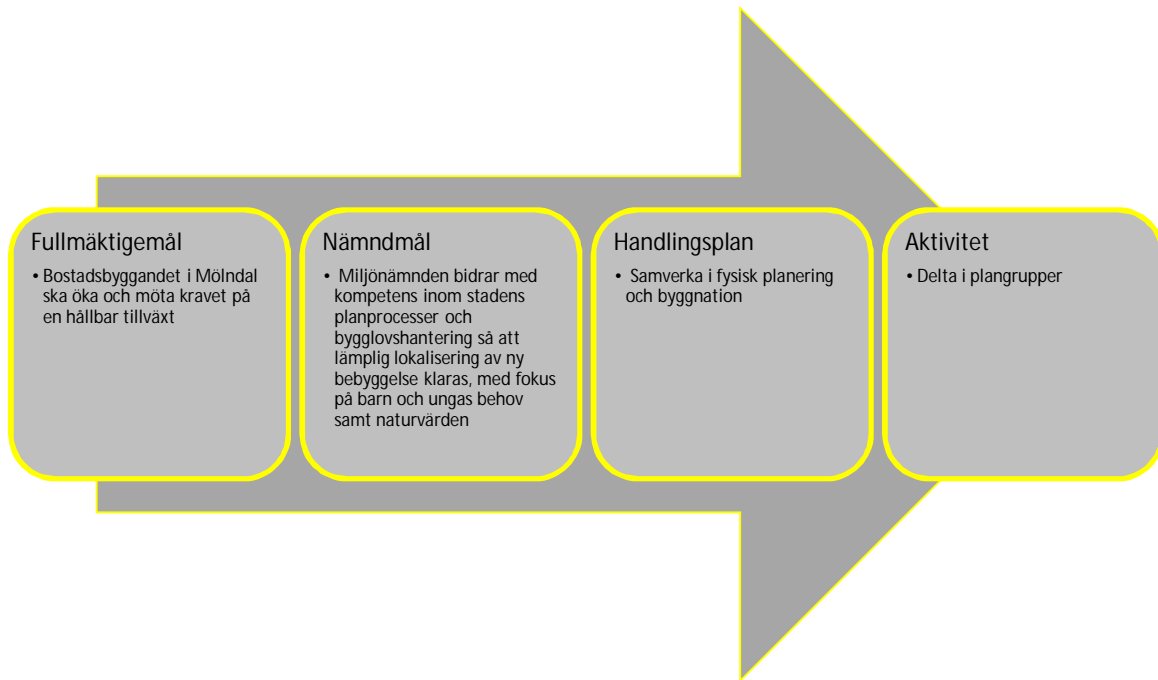 Fullmäktigemål
• Bostadsbyggandet i Mölndal
ska öka och möta kravet på
en hållbar tillväxt
Nämndmål
• Miljönämnden bidrar med
kompetens inom stadens
planprocesser och
bygglovshantering så att
lämplig lokalisering av ny
bebyggelse klaras, med fokus
på barn och ungas behov
samt naturvärden
Handlingsplan
• Samverka i fysisk planering
och byggnation
Aktivitet
• Delta i plangrupper